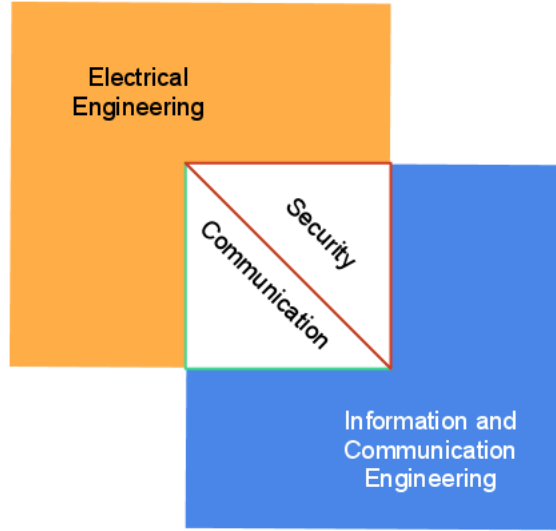 Electrical
Engineering
Security
Communication
Information and
Communication
Engineering